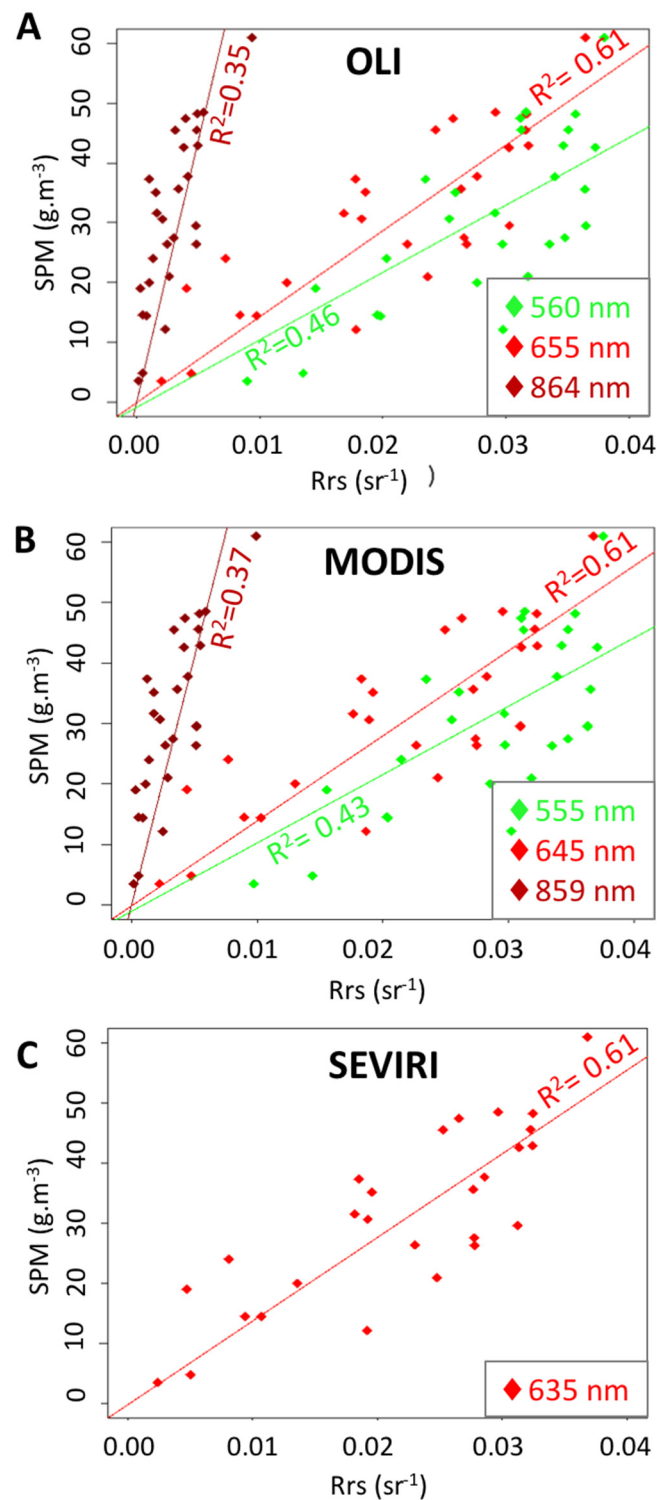 A
OLI
R²=0.35
R²= 0.61
R²=0.46
SPM (g.m⁻³)
60
50
40
30
20
10
0
560 nm
655 nm
864 nm
0.00 0.01 0.02 0.03 0.04
Rrs (sr⁻¹) )
B
MODIS
R²=0.37
R²=0.61
R²= 0.43
SPM (g.m⁻³)
60
50
40
30
20
10
0
555 nm
645 nm
859 nm
0.00 0.01 0.02 0.03 0.04
Rrs (sr⁻¹)
C
SEVIRI
R²= 0.61
SPM (g.m⁻³)
60
50
40
30
20
10
0
635 nm
0.00 0.01 0.02 0.03 0.04
Rrs (sr⁻¹)